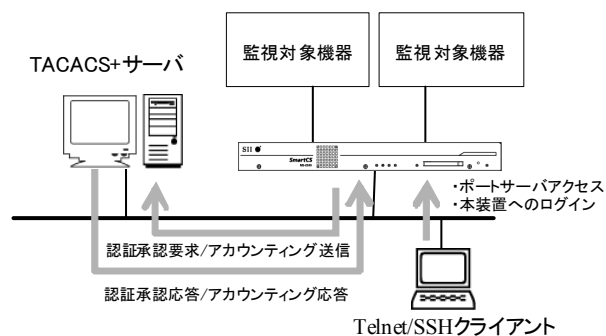 監視対象機器
監視対象機器
TACACS+サーバ
SII
SmartCS
・ポートサーバアクセス
・本装置へのログイン
認証承認要求/アカウンティング送信
認証承認応答/アカウンティング応答
Telnet/SSHクライアント